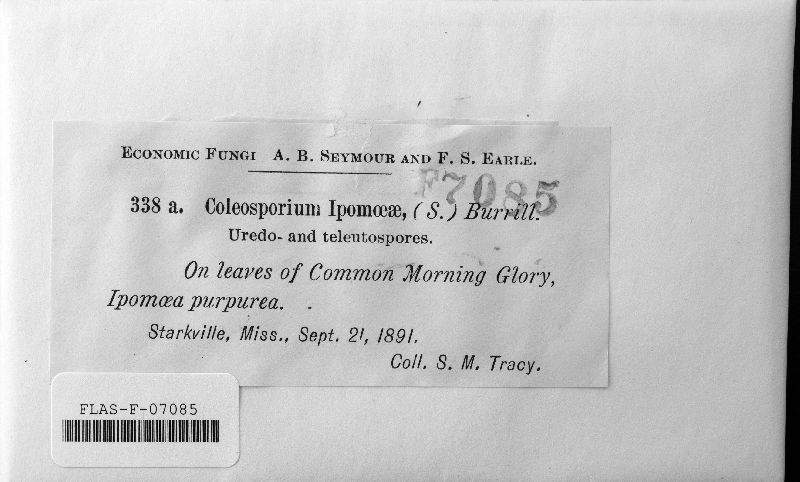 Economic Fungi A. B. Seymour and F. S. Earle.
F7085
338 a. Coleosporium Ipomœæ, (S.) Burrill.
Uredo- and teleutospores.
On leaves of Common Morning Glory,
Ipomœa purpurea.
Starkville, Miss., Sept. 21, 1891.
Coll. S. M. Tracy.
FLAS-F-07085